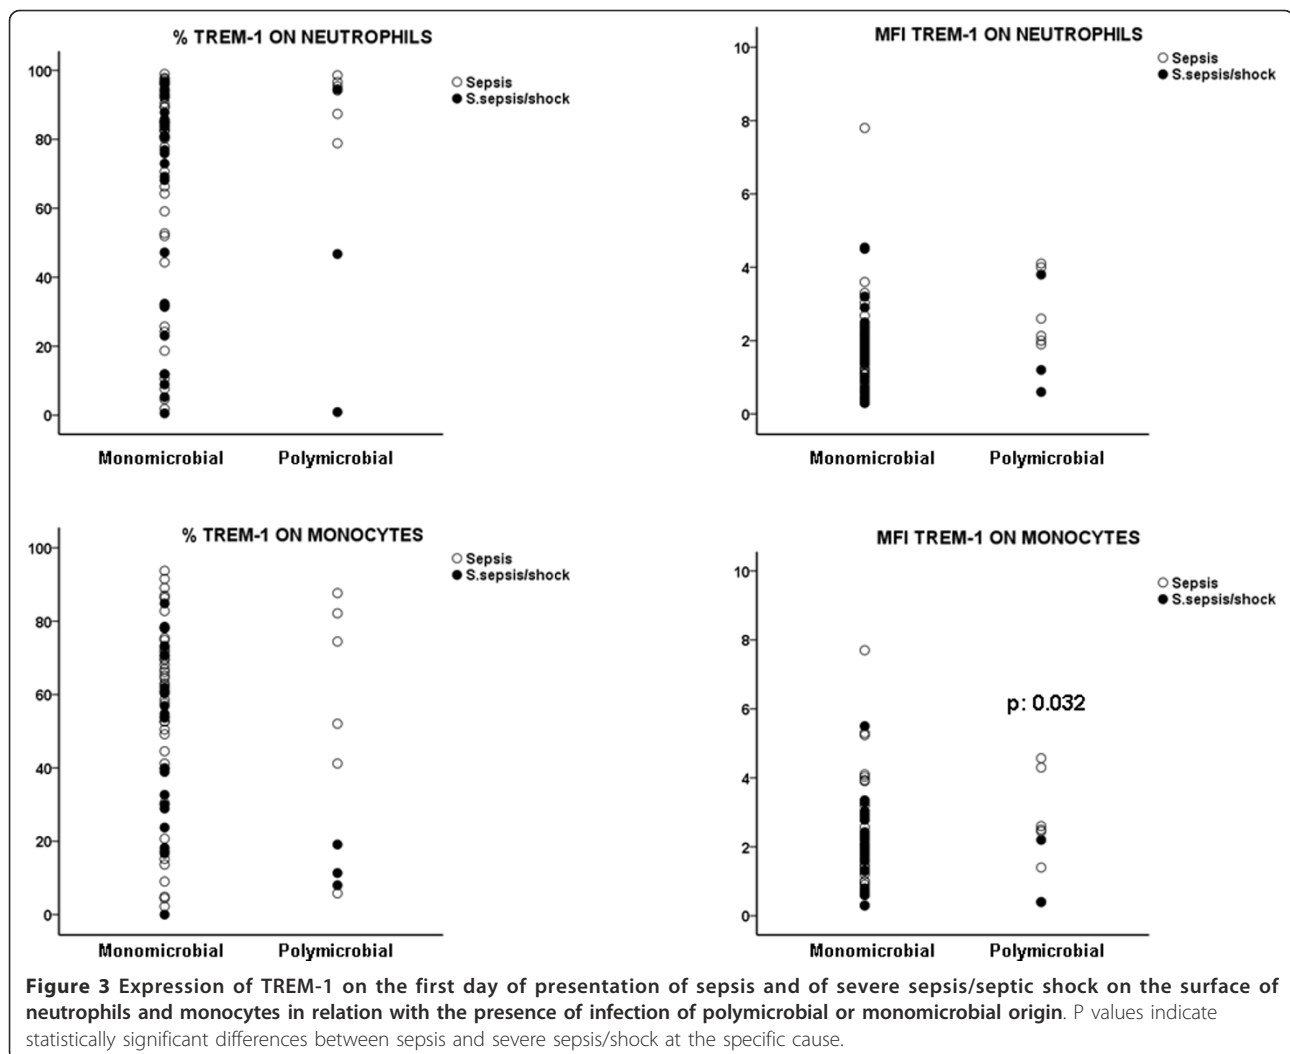 % TREM-1 ON NEUTROPHILS
Sepsis
S.sepsis/shock
100
80
60
40
20
0
Monomicrobial Polymicrobial
MFI TREM-1 ON NEUTROPHILS
Sepsis
S.sepsis/shock
10
8
6
4
2
0
Monomicrobial Polymicrobial
% TREM-1 ON MONOCYTES
Sepsis
S.sepsis/shock
100
80
60
40
20
0
Monomicrobial Polymicrobial
MFI TREM-1 ON MONOCYTES
Sepsis
S.sepsis/shock
10
8
6
4
2
0
p: 0.032
Monomicrobial Polymicrobial
Figure 3 Expression of TREM-1 on the first day of presentation of sepsis and of severe sepsis/septic shock on the surface of
neutrophils and monocytes in relation with the presence of infection of polymicrobial or monomicrobial origin. P values indicate
statistically significant differences between sepsis and severe sepsis/shock at the specific cause.